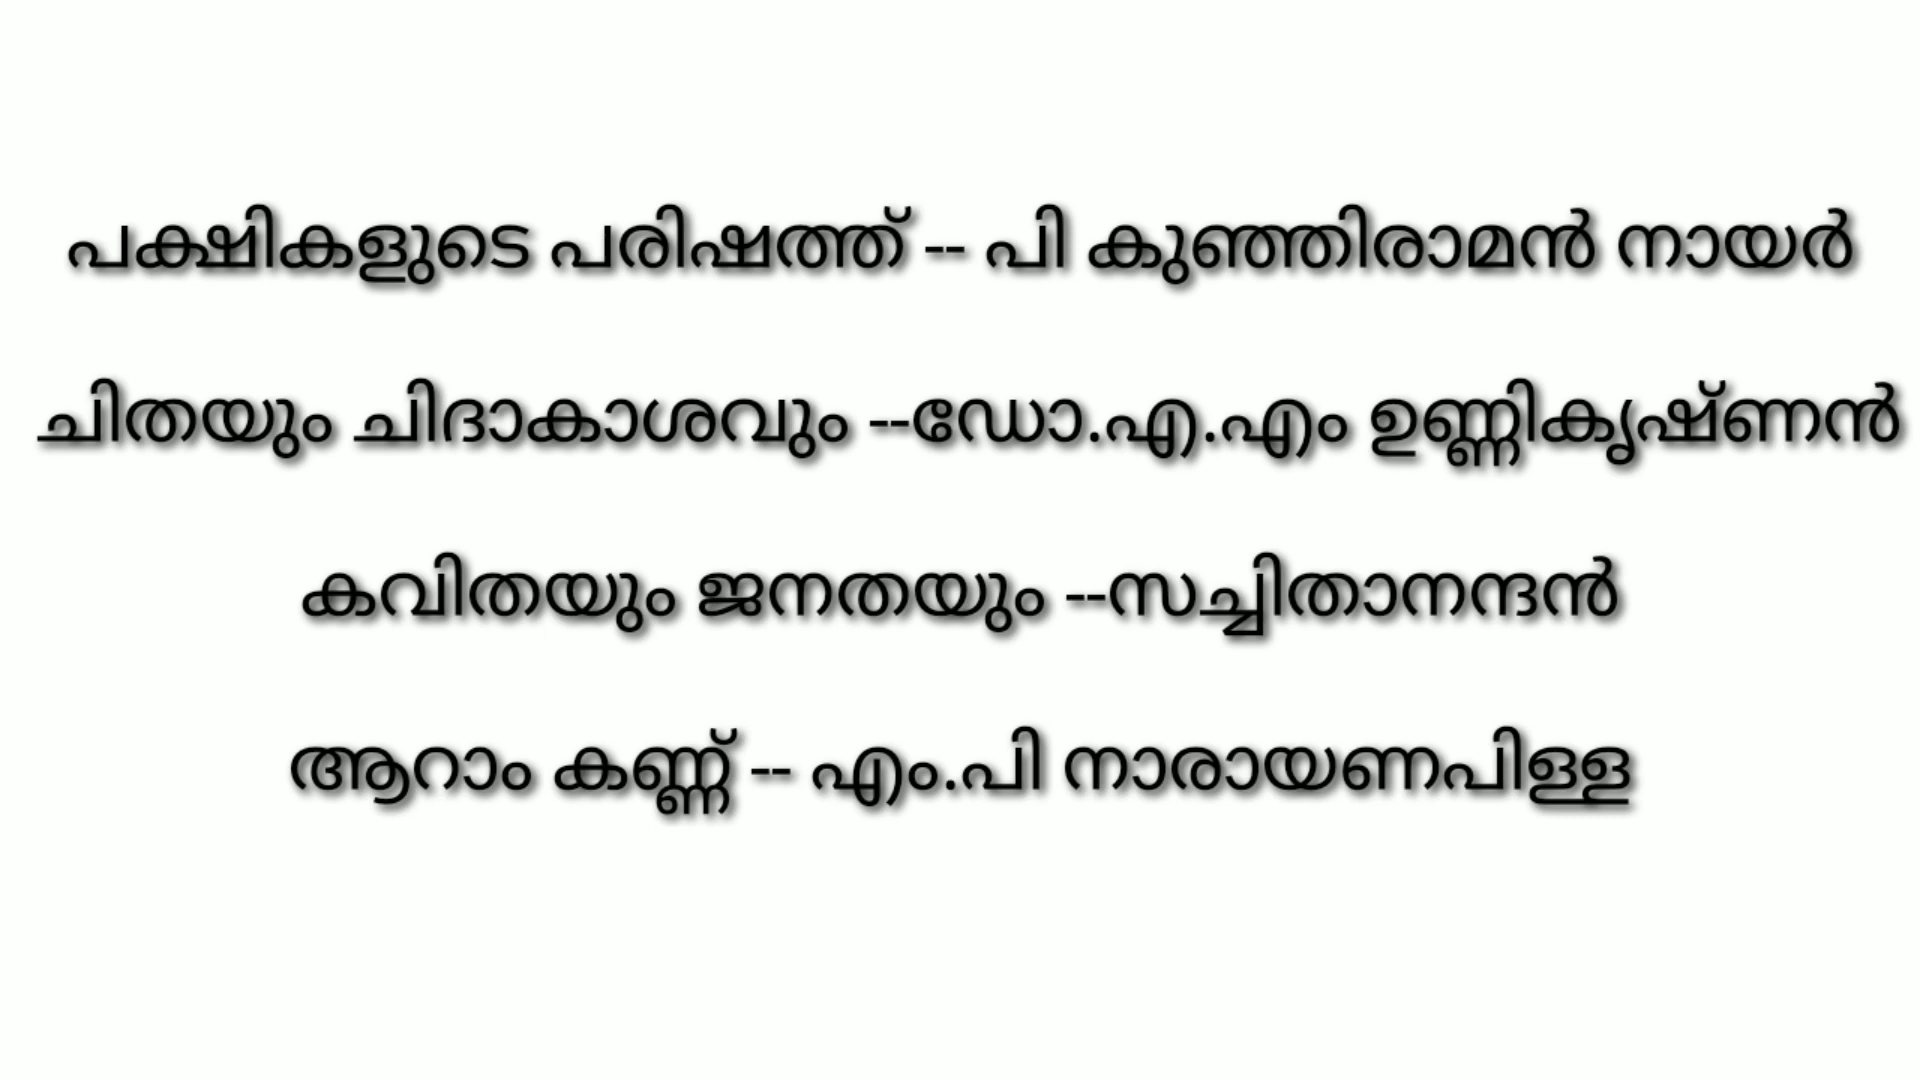 പക്ഷികളുടെ പരിഷത്ത് -- പി കുഞ്ഞിരാമൻ നായർ
ചിതയും ചിദാകാശവും --ഡോ.എ.എം ഉണ്ണികൃഷ്ണൻ
കവിതയും ജനതയും --സച്ചിതാനന്ദൻ
ആറാം കണ്ണ് -- എം.പി നാരായണപിള്ള